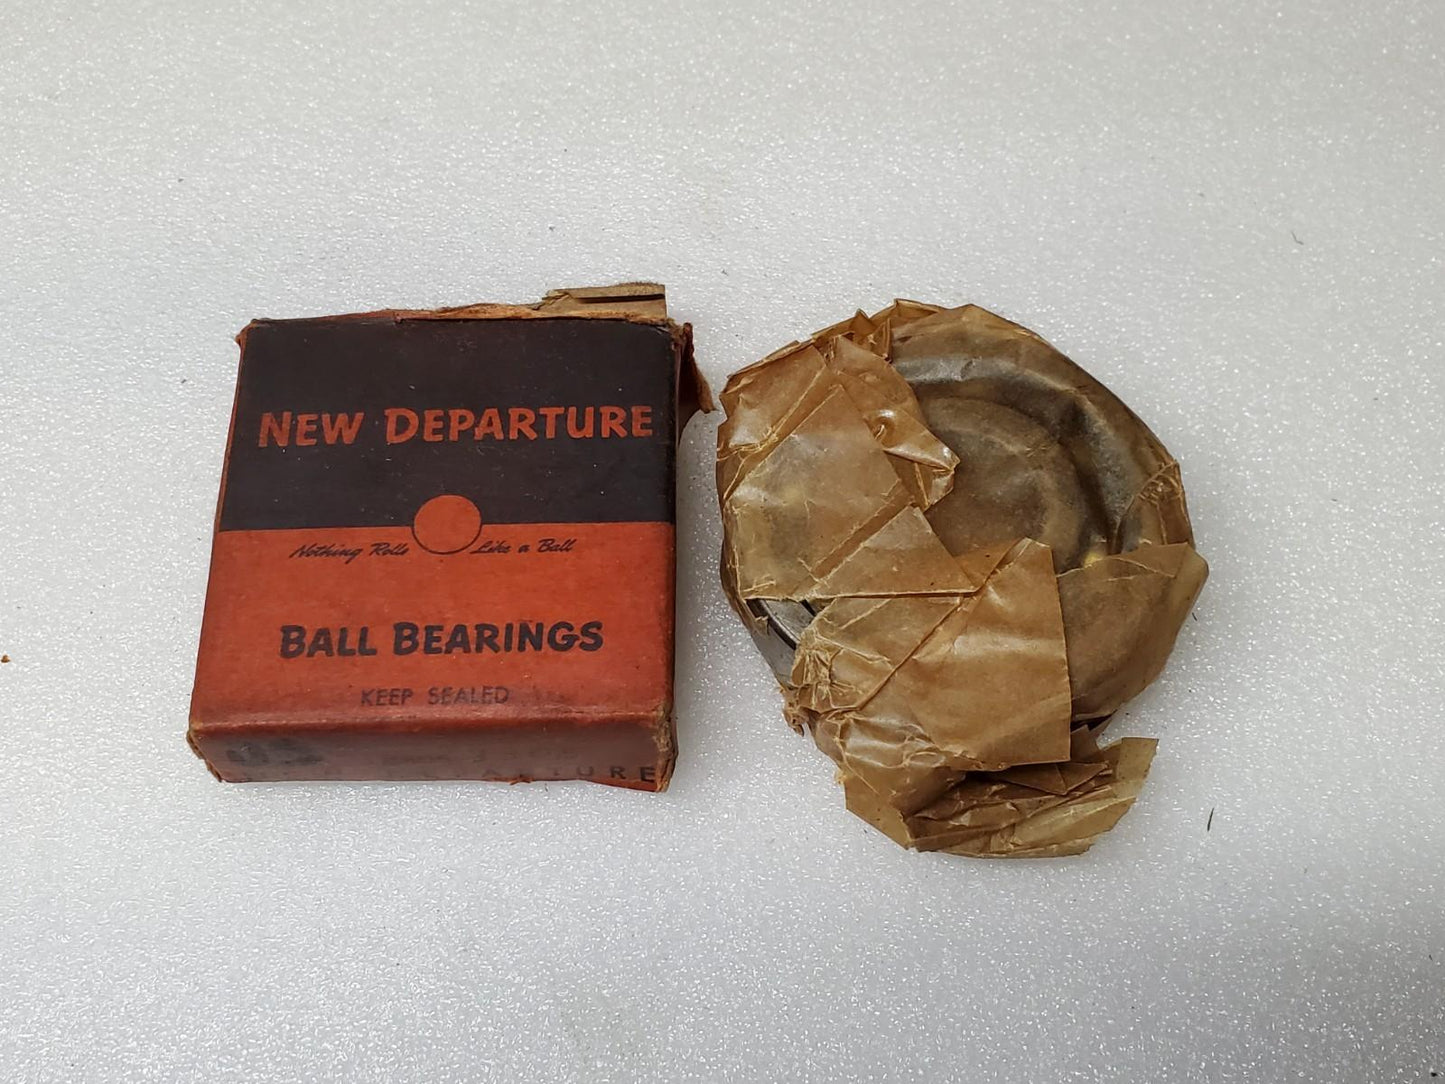 NEW DEPARTURE
Nothing Rolls Like a Ball
BALL BEARINGS
KEEP SEALED